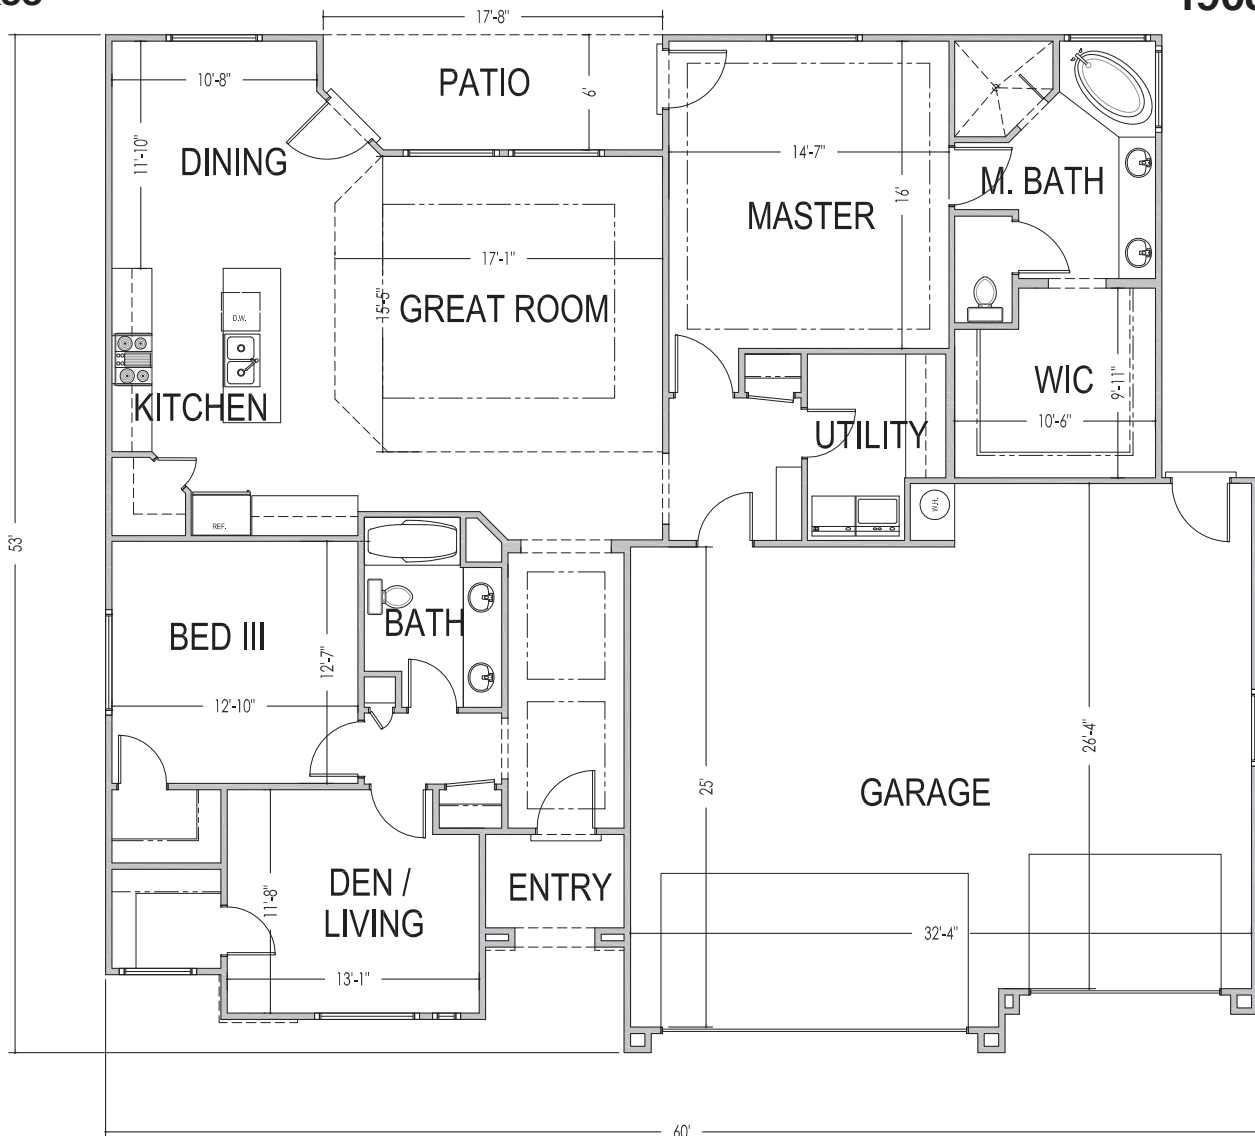 17'-8"
10'-8"
PATIO
6'
11'-10"
DINING
14'-7"
16'
M. BATH
MASTER
17'-1"
15'-5"
GREAT ROOM
D.W.
KITCHEN
WIC
9'-11"
10'-6"
UTILITY
REF.
W.H.
53'
BED III
12'-7"
BATH
12'-10"
26'-4"
25'
GARAGE
DEN /
LIVING
11'-8"
ENTRY
32'-4"
13'-1"
60'